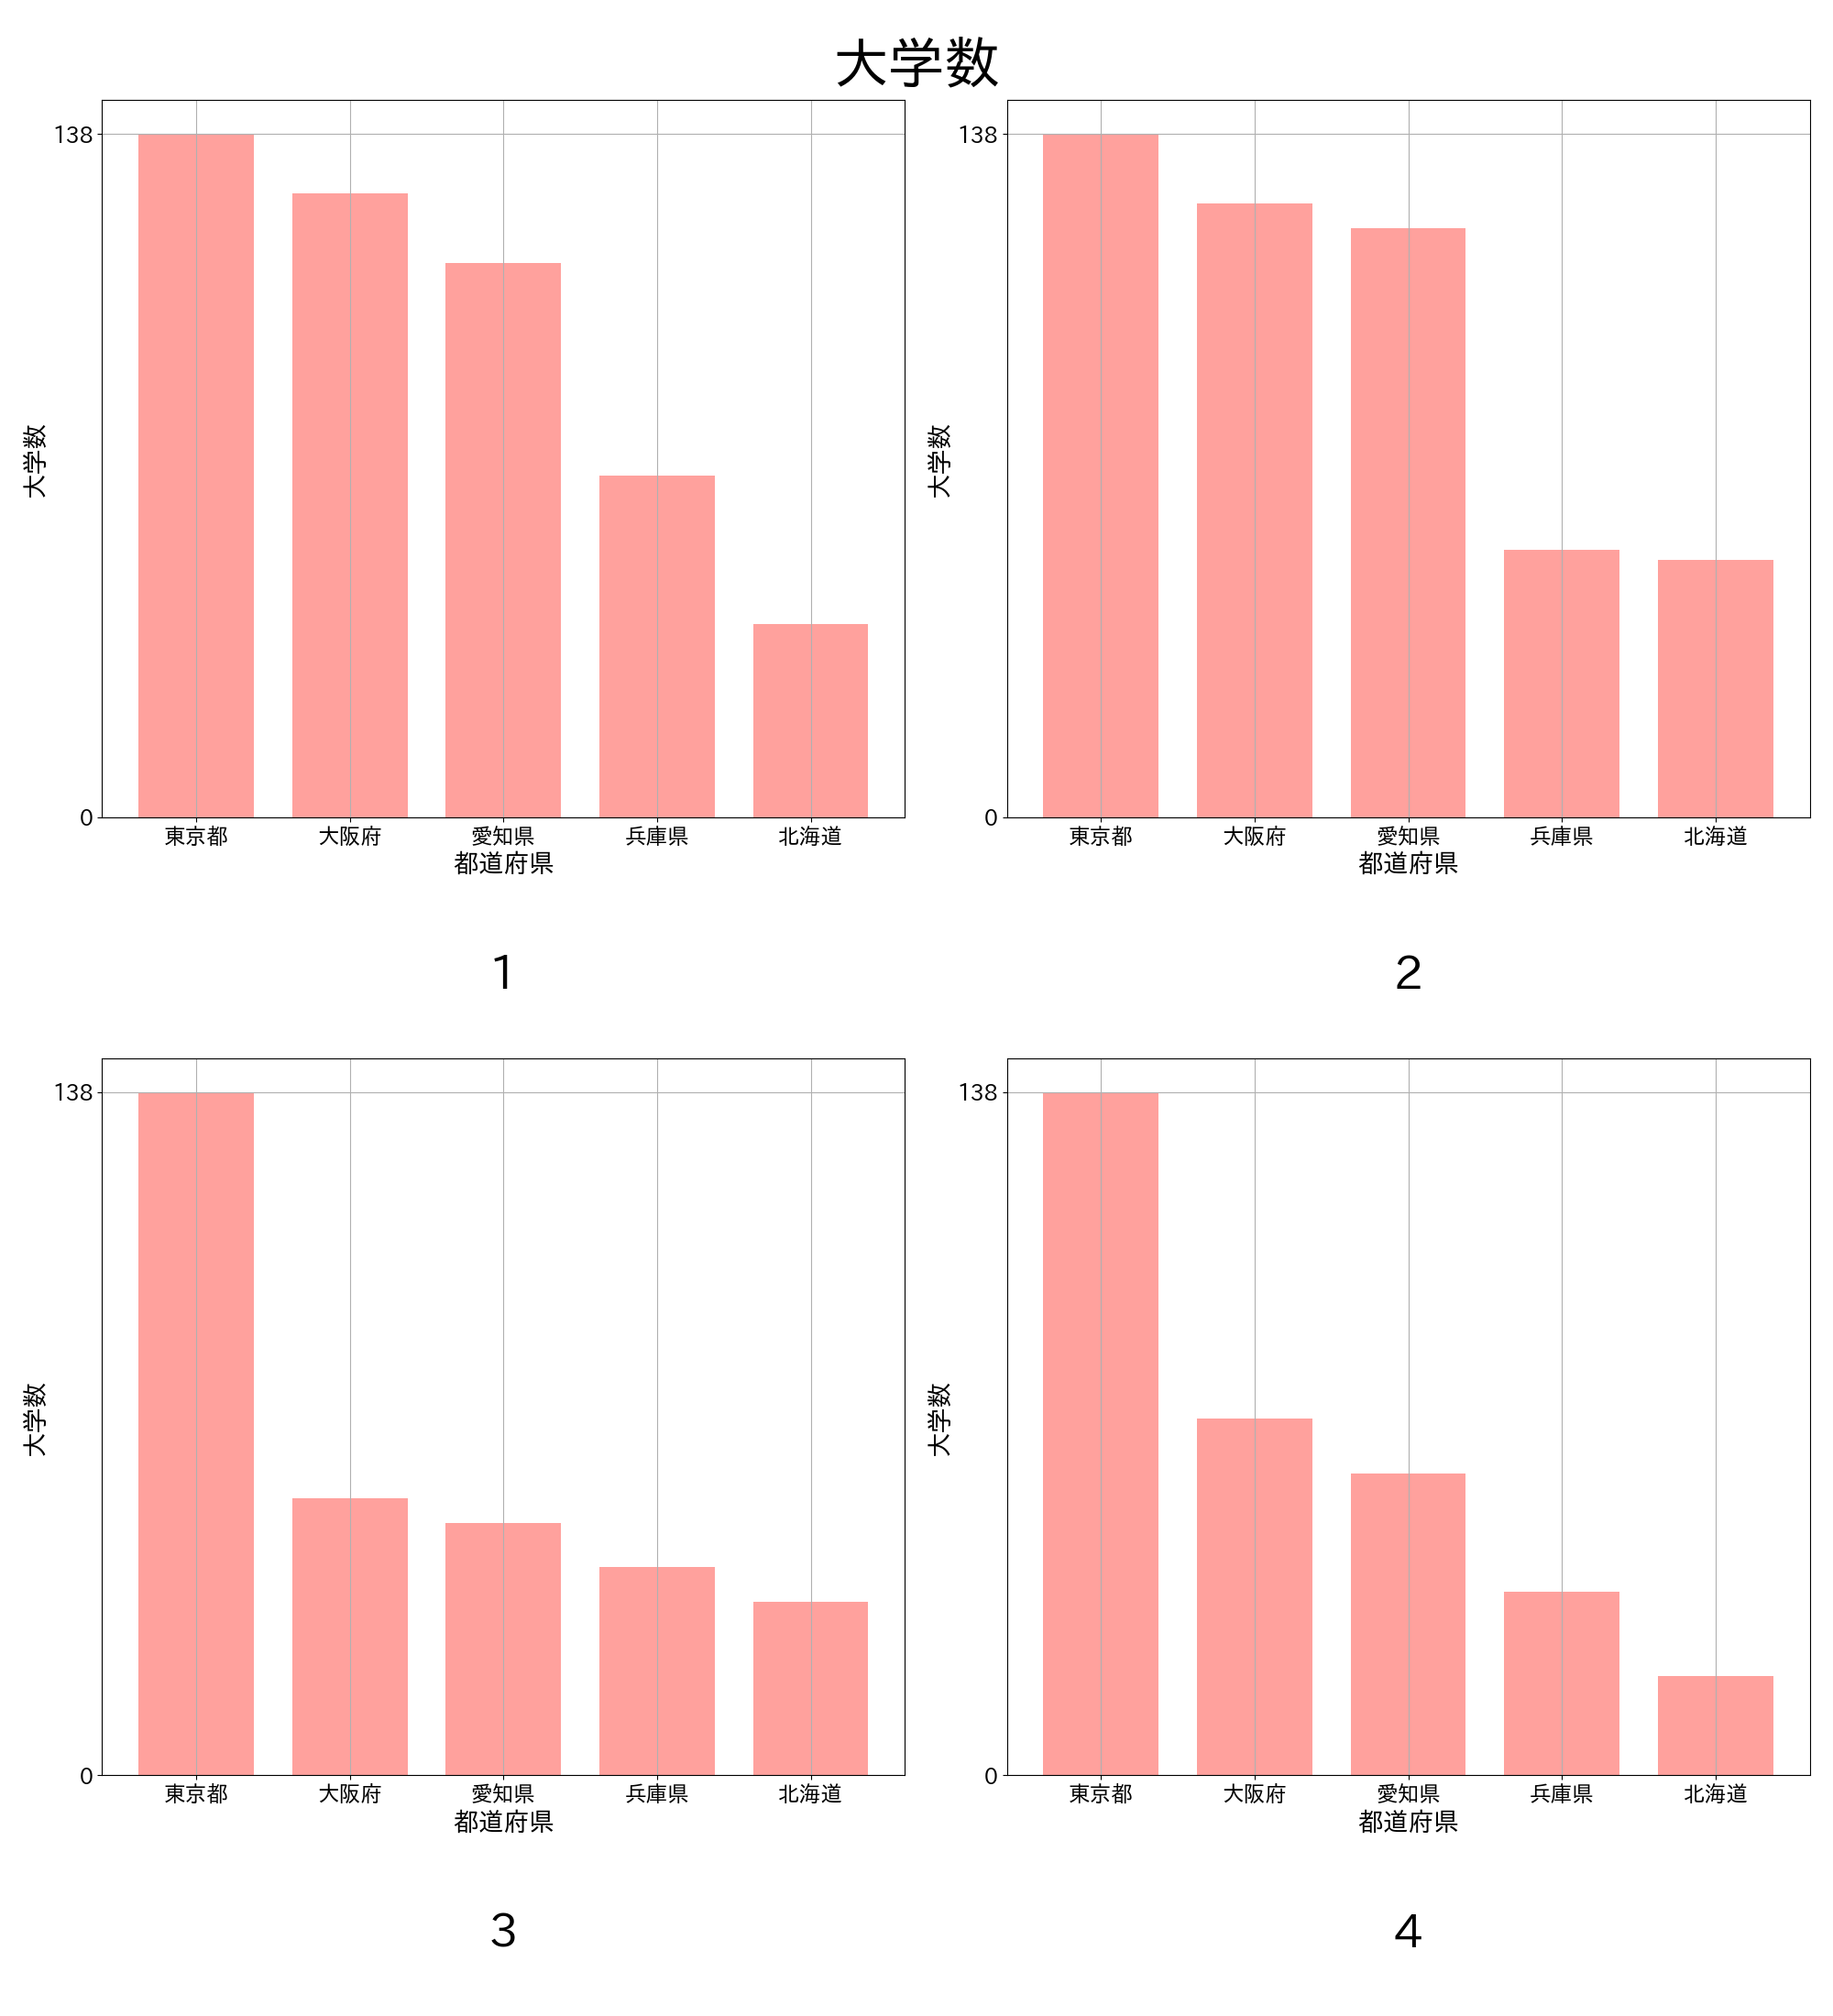 大学数
138
0
大学数
東京都 大阪府 愛知県 兵庫県 北海道
都道府県
1
138
0
大学数
東京都 大阪府 愛知県 兵庫県 北海道
都道府県
2
138
0
大学数
東京都 大阪府 愛知県 兵庫県 北海道
都道府県
3
138
0
大学数
東京都 大阪府 愛知県 兵庫県 北海道
都道府県
4